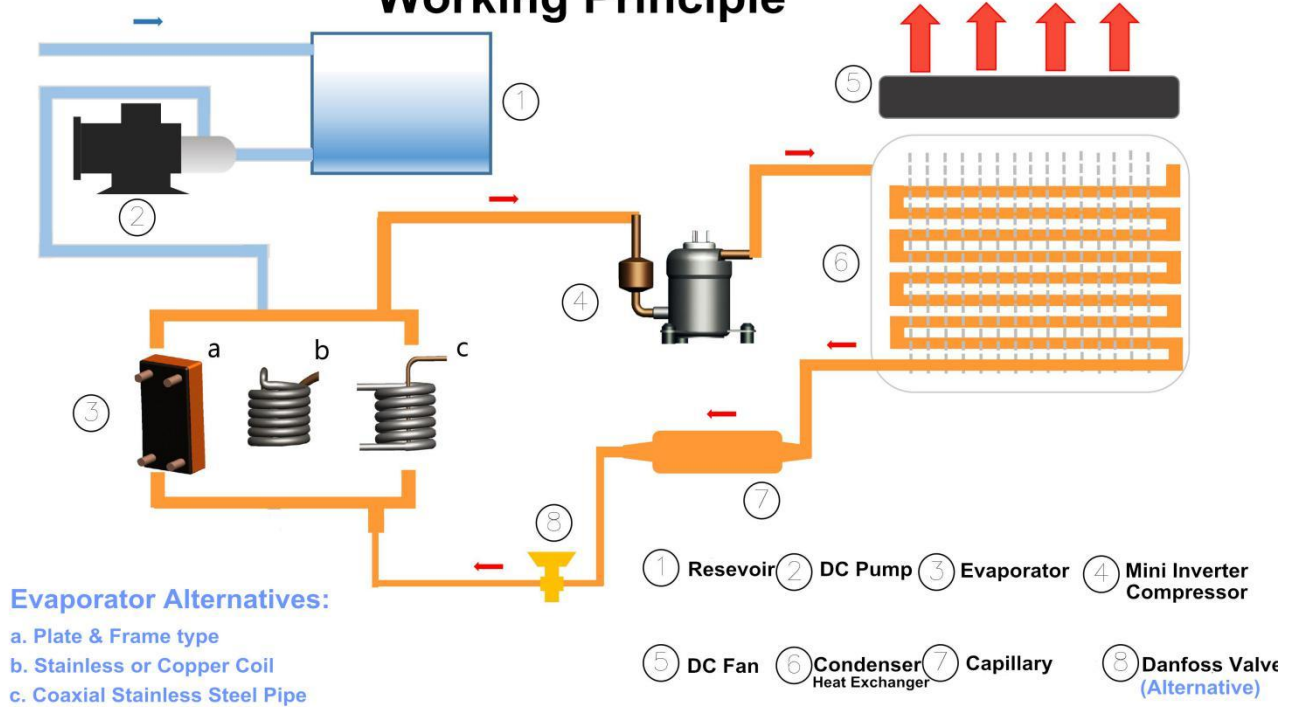 Working Principle
1
5
2
6
4
a
b
c
3
7
8
1 Resevoir 2 DC Pump 3 Evaporator 4 Mini Inverter
Compressor
Evaporator Alternatives:
a. Plate & Frame type
b. Stainless or Copper Coil
c. Coaxial Stainless Steel Pipe
5 DC Fan 6 Condenser 7 Capillary 8 Danfoss Valve
Heat Exchanger
(Alternative)